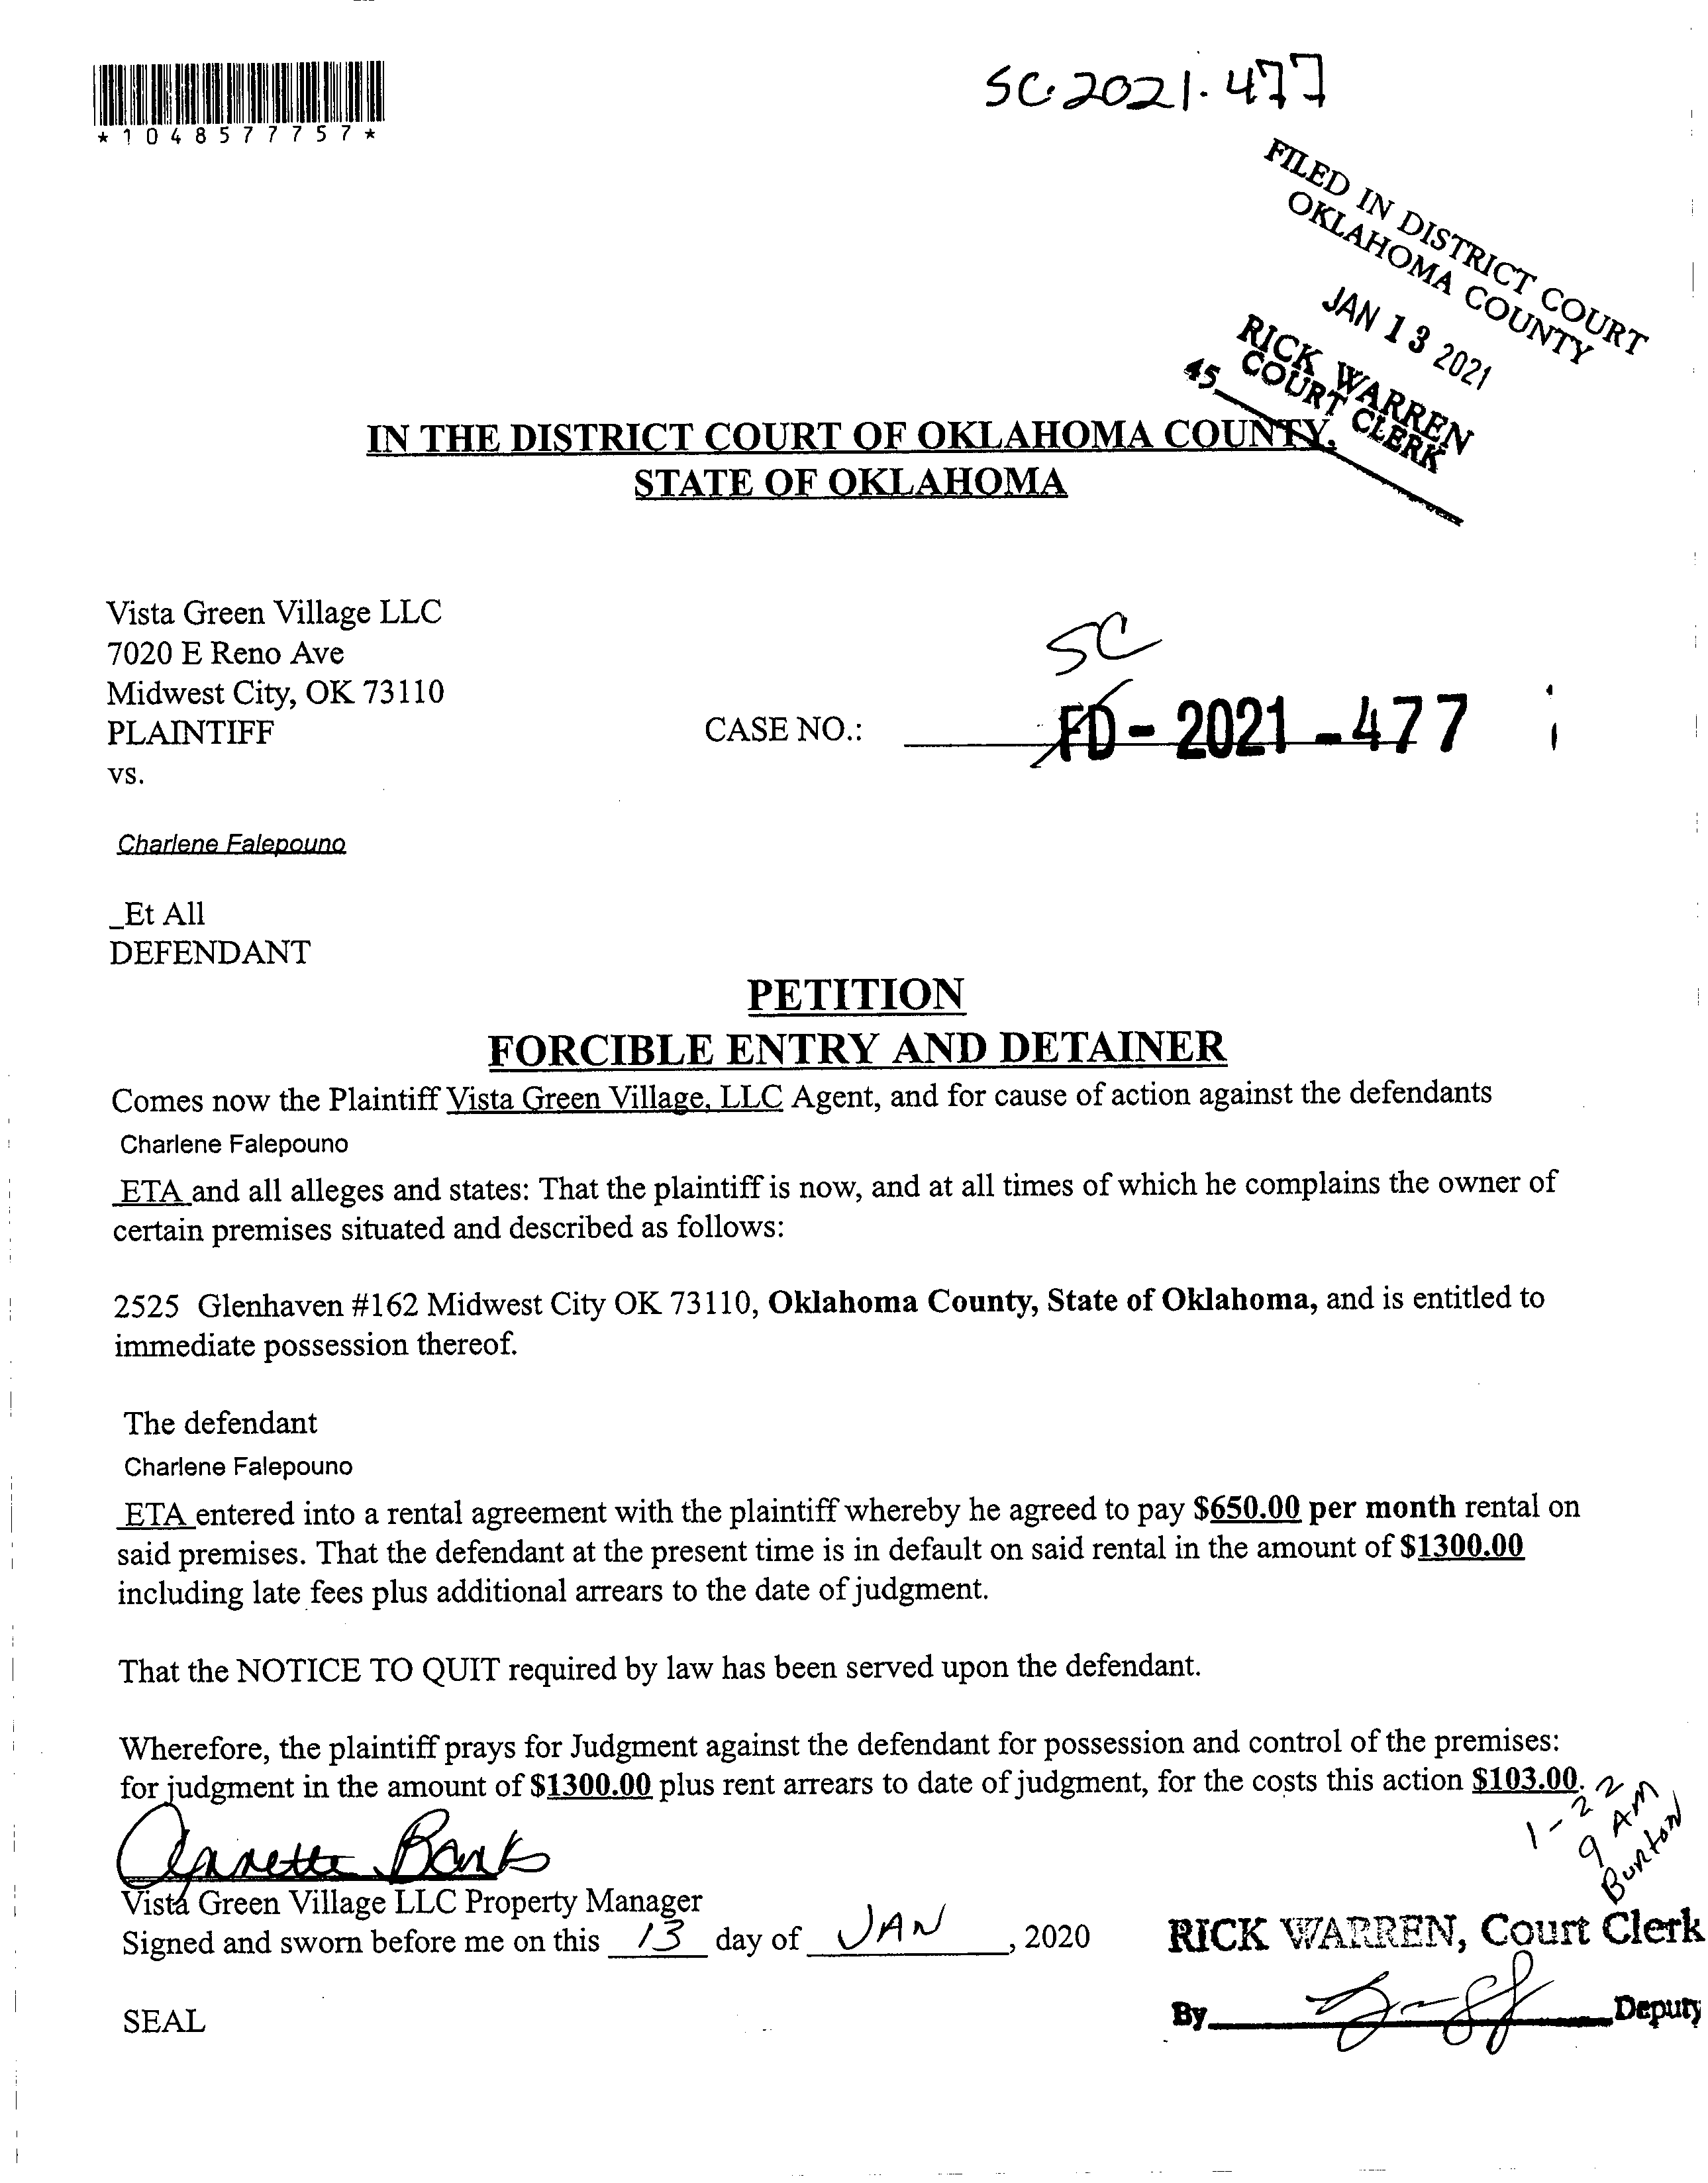 *1048577757*
SC-2021-477
FILED IN DISTRICT COURT
OKLAHOMA COUNTY
JAN 13 2021
RICK WARREN
COURT CLERK
45
IN THE DISTRICT COURT OF OKLAHOMA COUNTY,
STATE OF OKLAHOMA
Vista Green Village LLC
7020 E Reno Ave
Midwest City, OK 73110
PLAINTIFF
vs.
SC
CASE NO.: FD - 2021 - 477
Charlene Falepouno
_Et All
DEFENDANT
PETITION
FORCIBLE ENTRY AND DETAINER
Comes now the Plaintiff Vista Green Village, LLC Agent, and for cause of action against the defendants
Charlene Falepouno
ETA and all alleges and states: That the plaintiff is now, and at all times of which he complains the owner of
certain premises situated and described as follows:
2525 Glenhaven #162 Midwest City OK 73110, Oklahoma County, State of Oklahoma, and is entitled to
immediate possession thereof.
The defendant
Charlene Falepouno
ETA entered into a rental agreement with the plaintiff whereby he agreed to pay $650.00 per month rental on
said premises. That the defendant at the present time is in default on said rental in the amount of $1300.00
including late fees plus additional arrears to the date of judgment.
That the NOTICE TO QUIT required by law has been served upon the defendant.
Wherefore, the plaintiff prays for Judgment against the defendant for possession and control of the premises:
for judgment in the amount of $1300.00 plus rent arrears to date of judgment, for the costs this action $103.00.
1-22
9 AM
Burton
Annette Banks
Vista Green Village LLC Property Manager
Signed and sworn before me on this 13 day of JAN, 2020
RICK WARREN, Court Clerk
By Deputy
SEAL